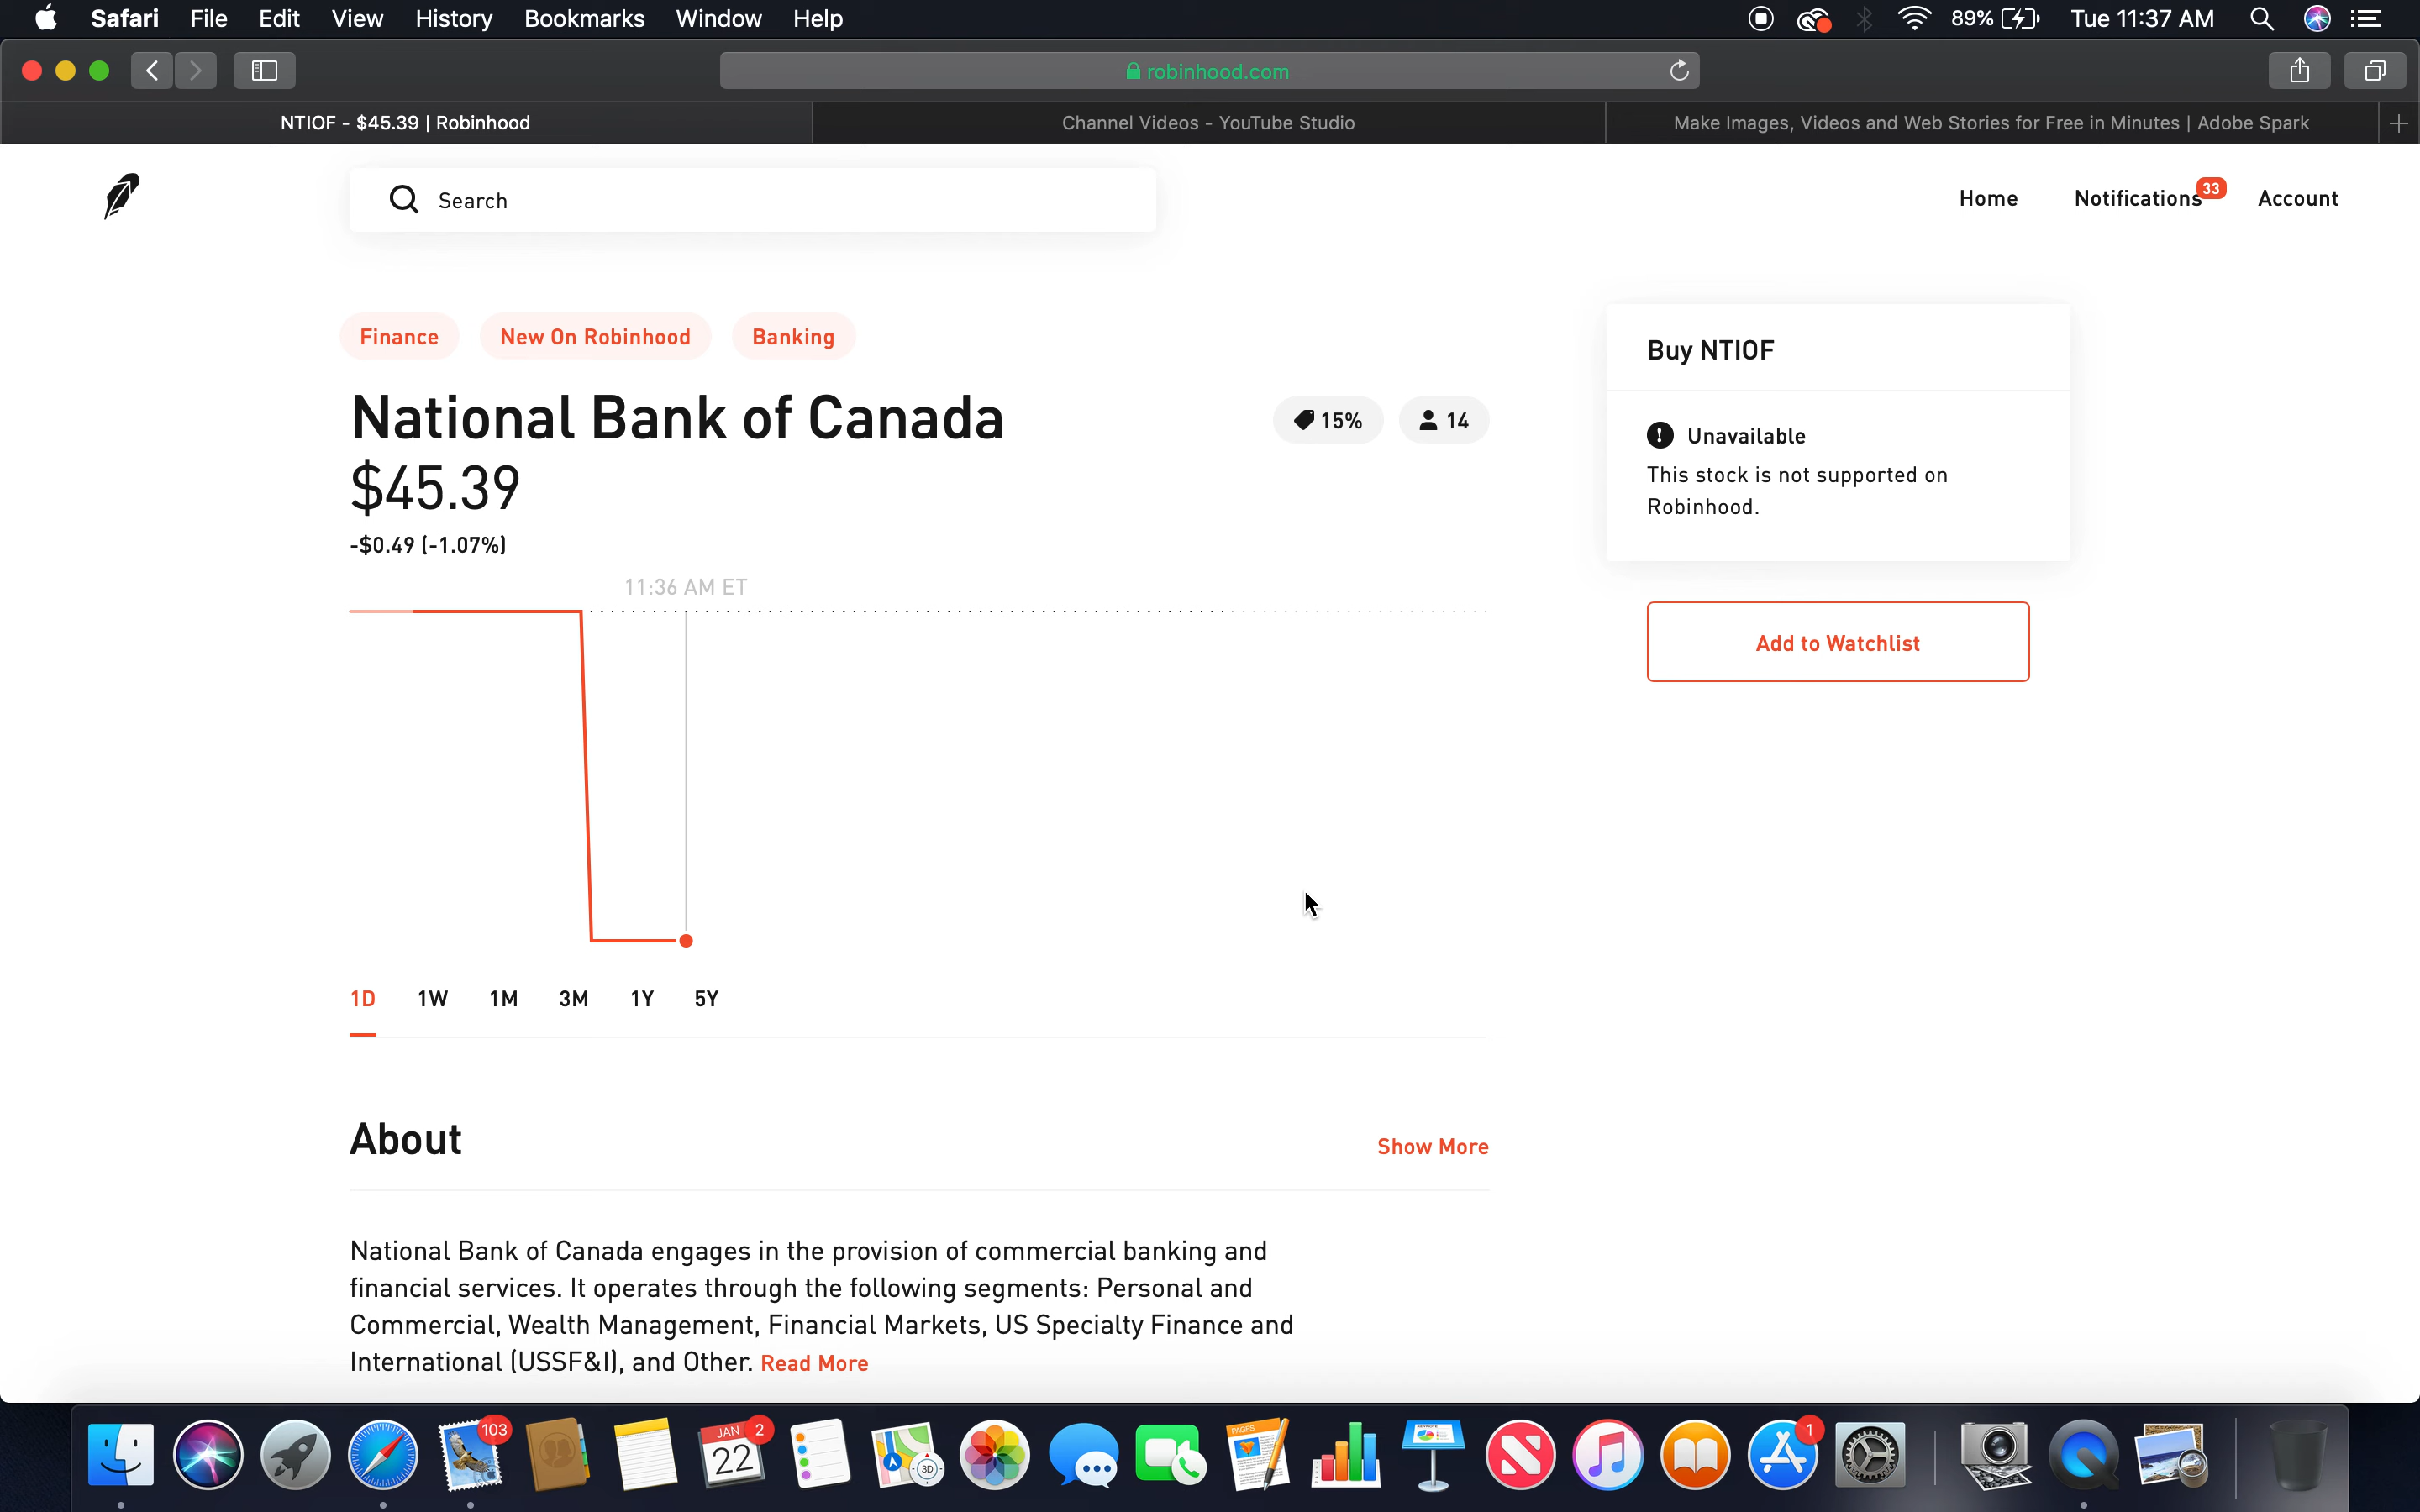 Safari File Edit View History Bookmarks Window Help 89% Tue 11:37 AM
robinhood.com
NTIOF - $45.39 | Robinhood Channel Videos - YouTube Studio Make Images, Videos and Web Stories for Free in Minutes | Adobe Spark
Search Home Notifications 33 Account
Finance New On Robinhood Banking
National Bank of Canada 15% 14
$45.39
-$0.49 (-1.07%)
11:36 AM ET
1D 1W 1M 3M 1Y 5Y
Buy NTIOF
Unavailable
This stock is not supported on
Robinhood.
Add to Watchlist
About Show More
National Bank of Canada engages in the provision of commercial banking and
financial services. It operates through the following segments: Personal and
Commercial, Wealth Management, Financial Markets, US Specialty Finance and
International (USSF&I), and Other. Read More
103 JAN 22 2 3D PAGES 1